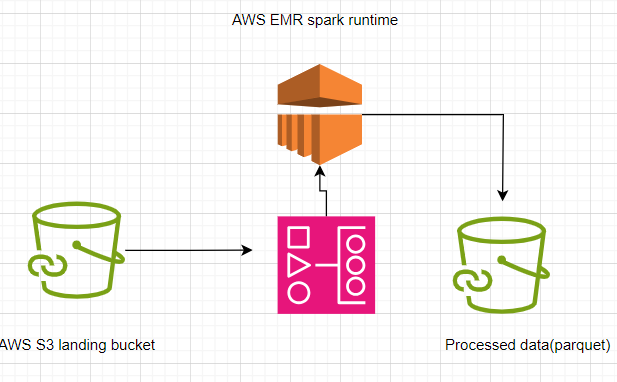 AWS EMR spark runtime
AWS S3 landing bucket
Processed data(parquet)